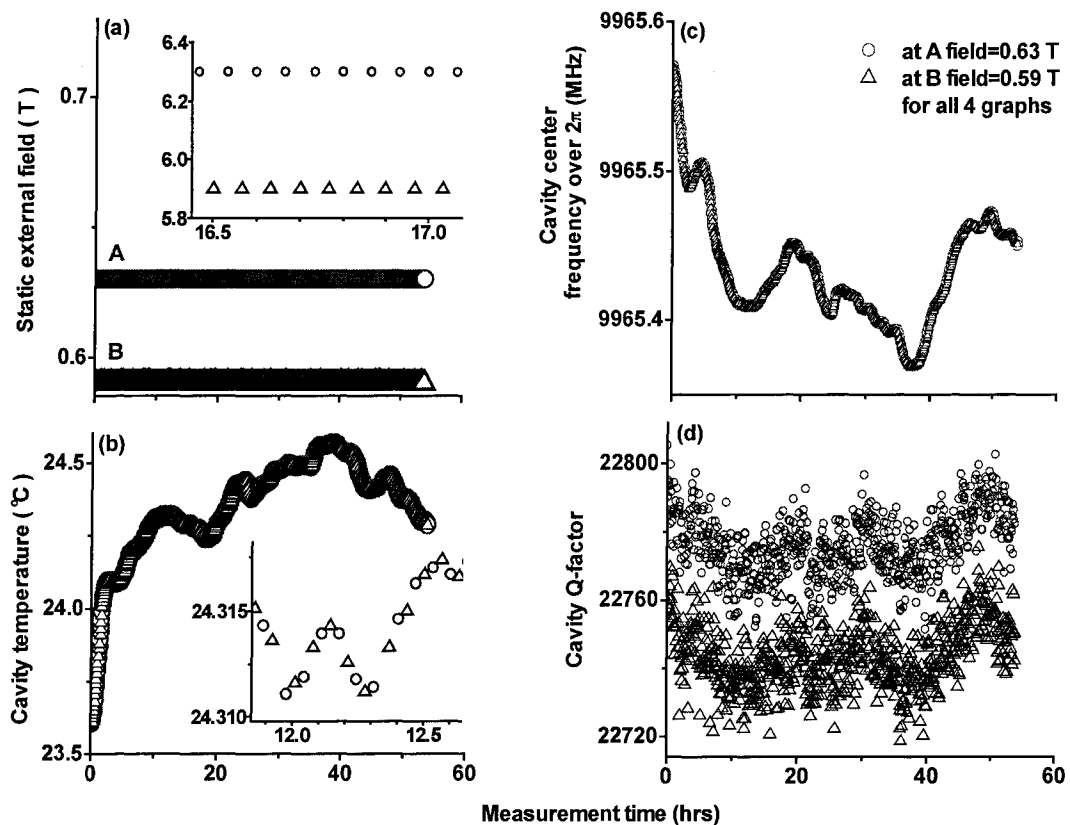 (a)
Static external field ( T )
0.7
0.6
6.4
6.2
6.0
5.8
16.5
17.0
A
B
(b)
Cavity temperature ( °C )
24.5
24.0
23.5
24.315
24.310
12.0
12.5
0
20
40
60
(c)
Cavity center
frequency over 2π (MHz)
9965.6
9965.5
9965.4
at A field=0.63 T
at B field=0.59 T
for all 4 graphs
(d)
Cavity Q-factor
22800
22760
22720
0
20
40
60
Measurement time (hrs)